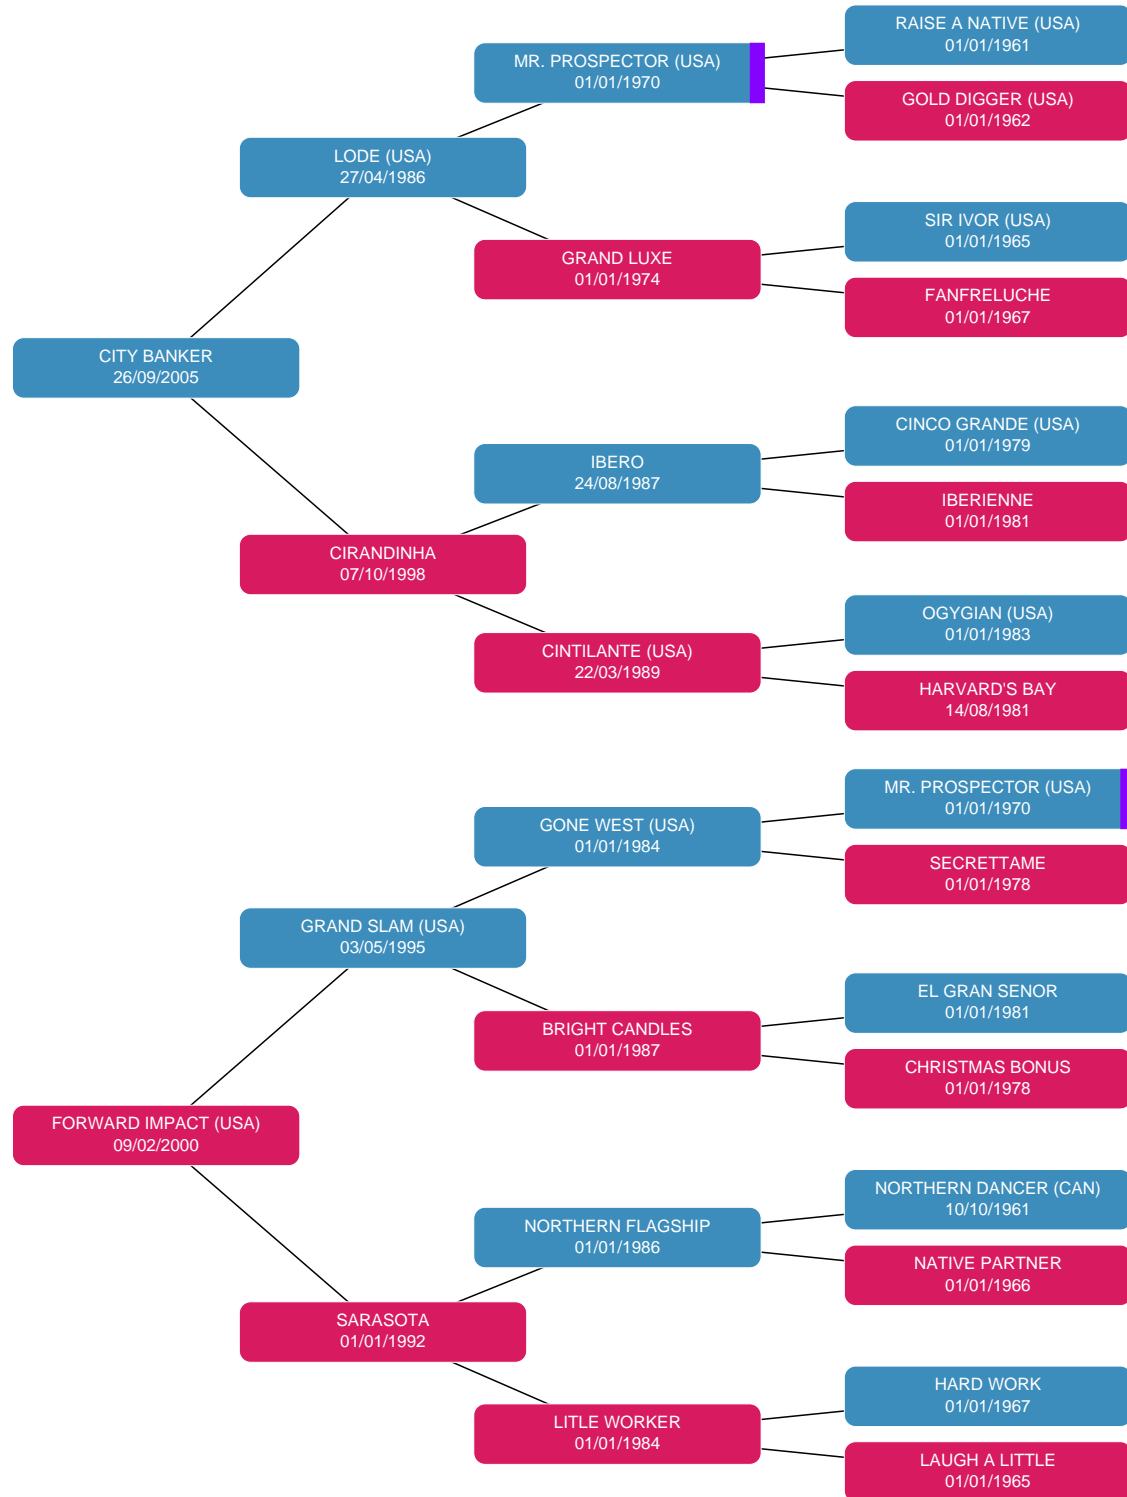 RAISE A NATIVE (USA)
01/01/1961
MR. PROSPECTOR (USA)
01/01/1970
GOLD DIGGER (USA)
01/01/1962
LODE (USA)
27/04/1986
SIR IVOR (USA)
01/01/1965
GRAND LUXE
01/01/1974
FANFRELUCHE
01/01/1967
CITY BANKER
26/09/2005
CINCO GRANDE (USA)
01/01/1979
IBERO
24/08/1987
IBERIENNE
01/01/1981
CIRANDINHA
07/10/1998
OGYGIAN (USA)
01/01/1983
CINTILANTE (USA)
22/03/1989
HARVARD'S BAY
14/08/1981
MR. PROSPECTOR (USA)
01/01/1970
GONE WEST (USA)
01/01/1984
SECRETTAME
01/01/1978
GRAND SLAM (USA)
03/05/1995
EL GRAN SENOR
01/01/1981
BRIGHT CANDLES
01/01/1987
CHRISTMAS BONUS
01/01/1978
FORWARD IMPACT (USA)
09/02/2000
NORTHERN DANCER (CAN)
10/10/1961
NORTHERN FLAGSHIP
01/01/1986
NATIVE PARTNER
01/01/1966
SARASOTA
01/01/1992
HARD WORK
01/01/1967
LITLE WORKER
01/01/1984
LAUGH A LITTLE
01/01/1965